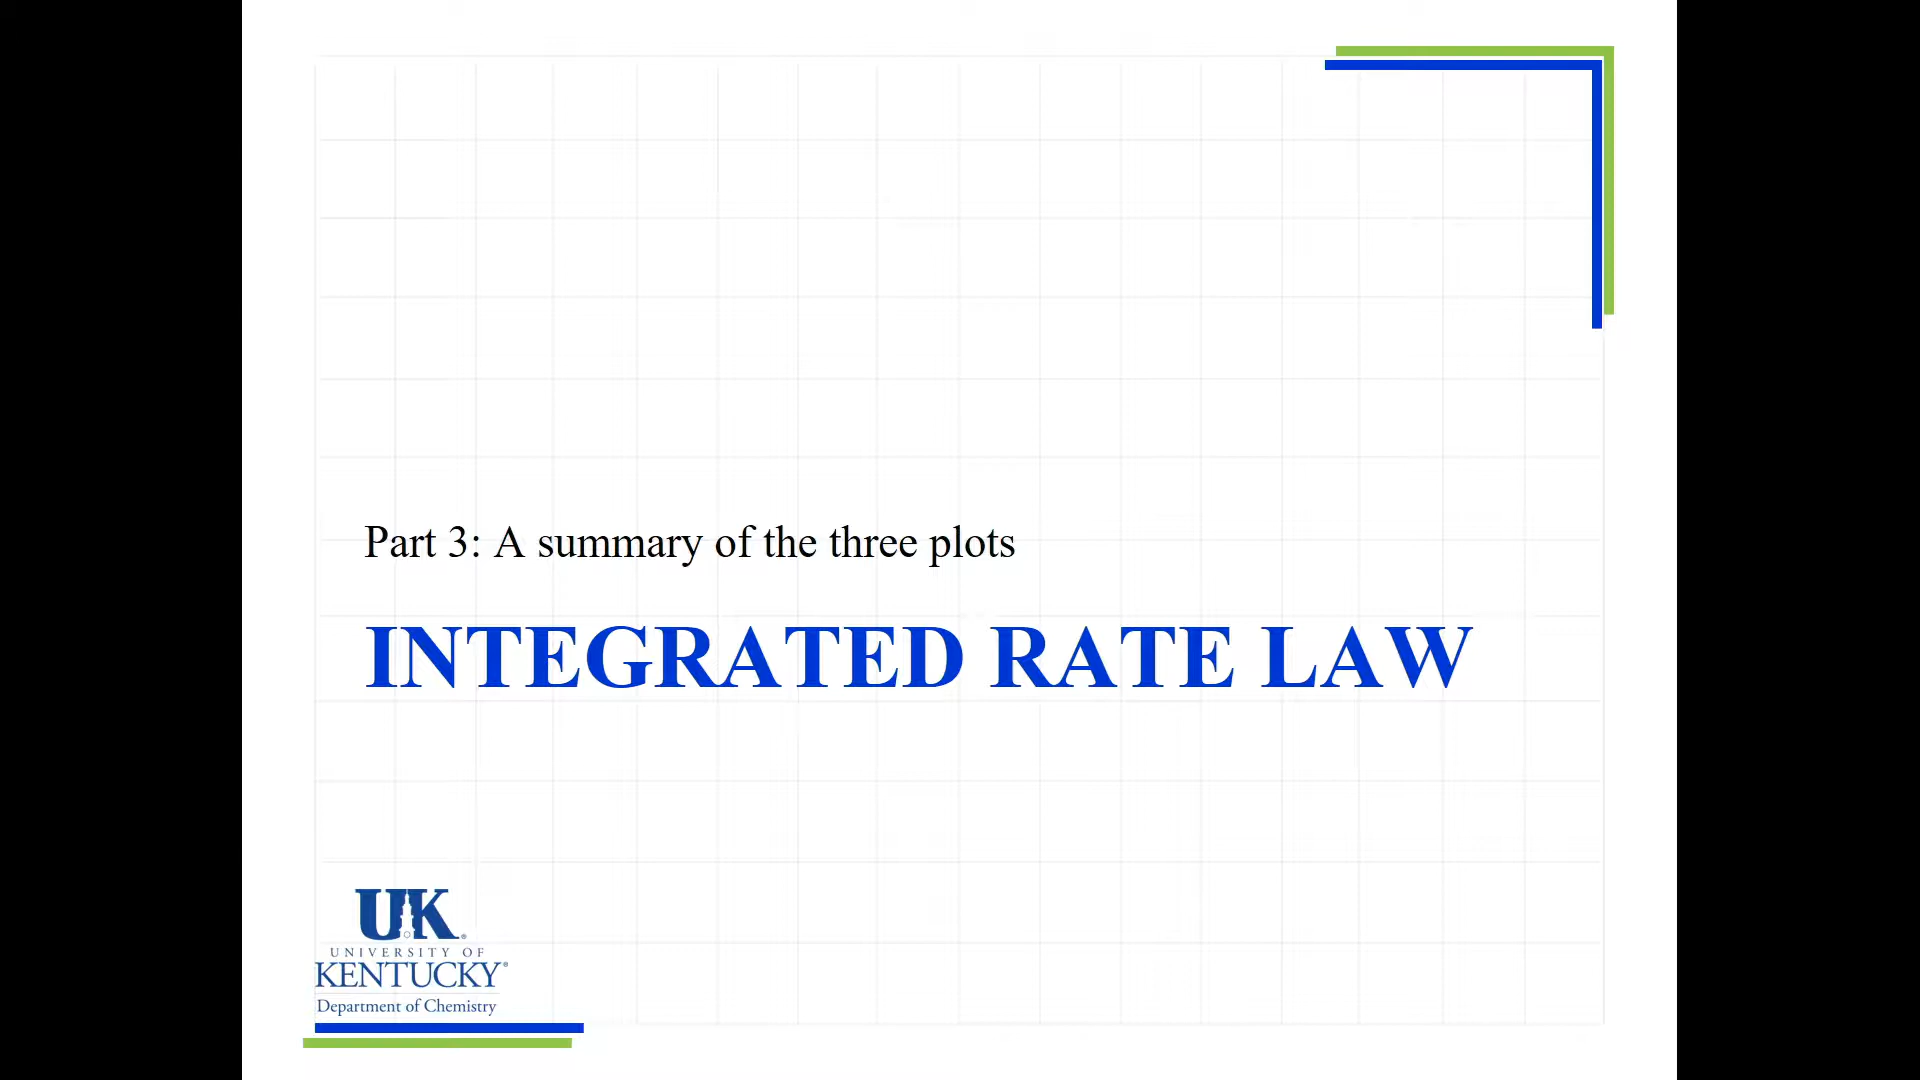 Part 3: A summary of the three plots
INTEGRATED RATE LAW
UK
UNIVERSITY OF
KENTUCKY®
Department of Chemistry